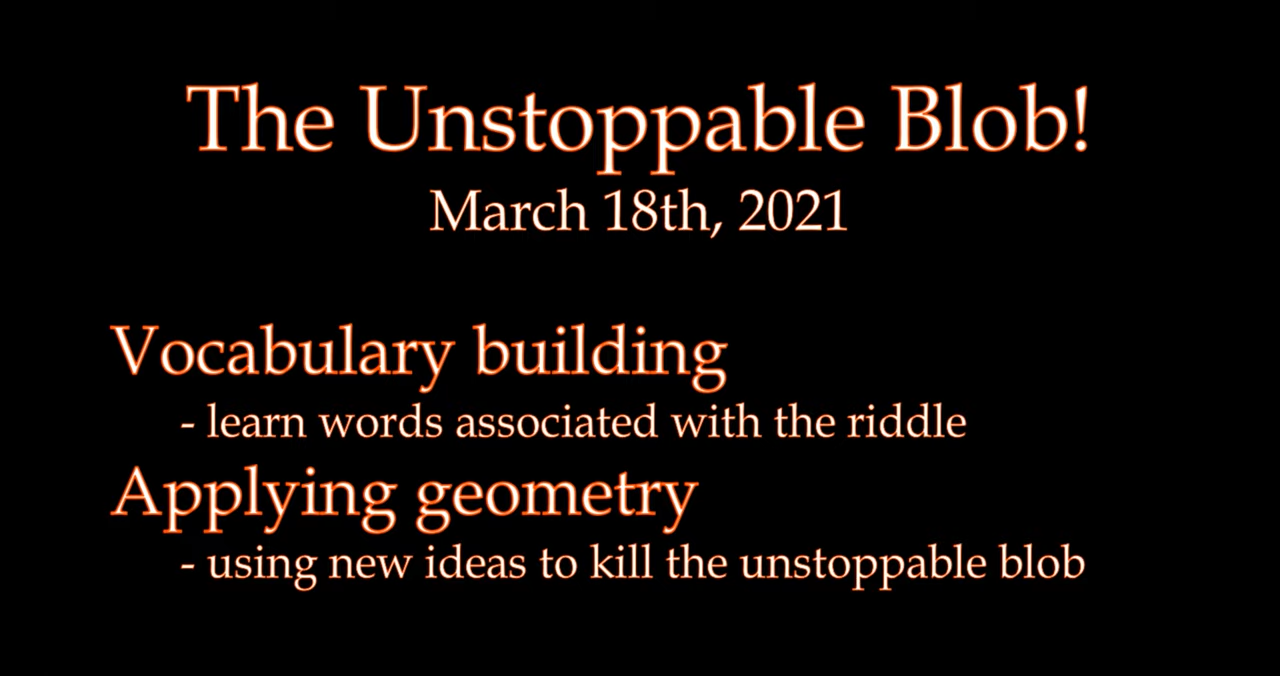 The Unstoppable Blob!
March 18th, 2021
Vocabulary building
- learn words associated with the riddle
Applying geometry
- using new ideas to kill the unstoppable blob